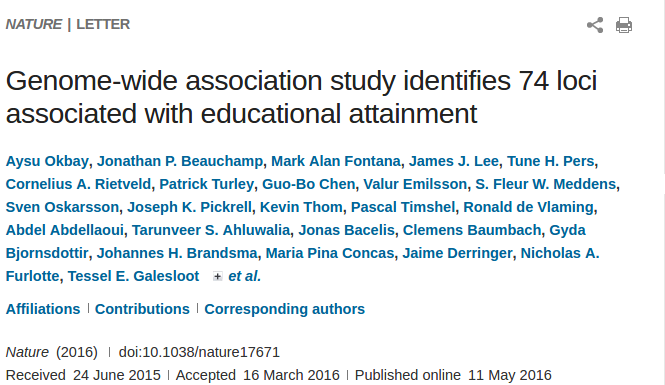 NATURE | LETTER
Genome-wide association study identifies 74 loci
associated with educational attainment
Aysu Okbay, Jonathan P. Beauchamp, Mark Alan Fontana, James J. Lee, Tune H. Pers,
Cornelius A. Rietveld, Patrick Turley, Guo-Bo Chen, Valur Emilsson, S. Fleur W. Meddens,
Sven Oskarsson, Joseph K. Pickrell, Kevin Thom, Pascal Timshel, Ronald de Vlaming,
Abdel Abdellaoui, Tarunveer S. Ahluwalia, Jonas Bacelis, Clemens Baumbach, Gyda
Bjornsdottir, Johannes H. Brandsma, Maria Pina Concas, Jaime Derringer, Nicholas A.
Furlotte, Tessel E. Galesloot + et al.
Affiliations | Contributions | Corresponding authors
Nature (2016) | doi:10.1038/nature17671
Received 24 June 2015 | Accepted 16 March 2016 | Published online 11 May 2016